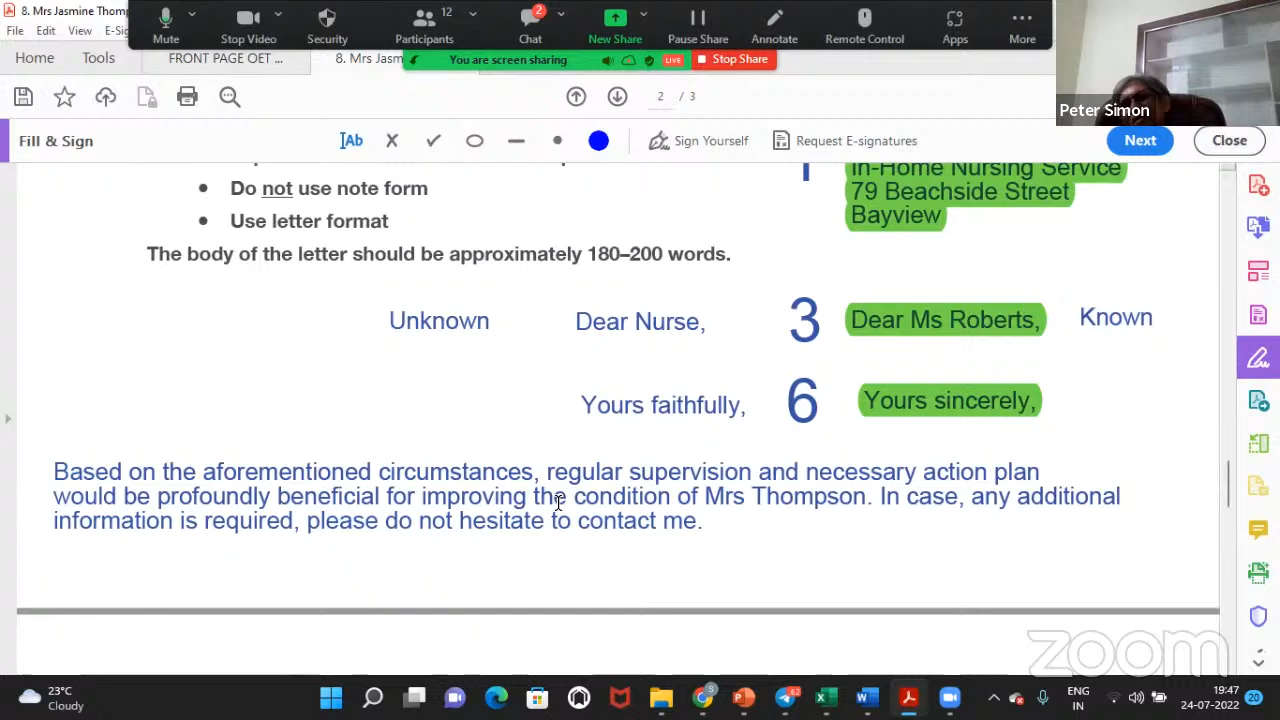 8. Mrs Jasmine Thomp
File Edit View E-Sig
Mute Stop Video Security Participants 12 Chat 2 New Share Pause Share Annotate Remote Control Apps More
You are screen sharing LIVE Stop Share
Home Tools FRONT PAGE OET ... 8. Mrs Jasm
2 / 3
Peter Simon
Fill & Sign Ab Sign Yourself Request E-signatures Next Close
In-Home Nursing Service
Do not use note form
79 Beachside Street
Use letter format
Bayview
The body of the letter should be approximately 180–200 words.
Unknown Dear Nurse, 3 Dear Ms Roberts, Known
Yours faithfully, 6 Yours sincerely,
Based on the aforementioned circumstances, regular supervision and necessary action plan
would be profoundly beneficial for improving the condition of Mrs Thompson. In case, any additional
information is required, please do not hesitate to contact me.
zoom
23°C
Cloudy
62
ENG
IN
19:47
24-07-2022
20